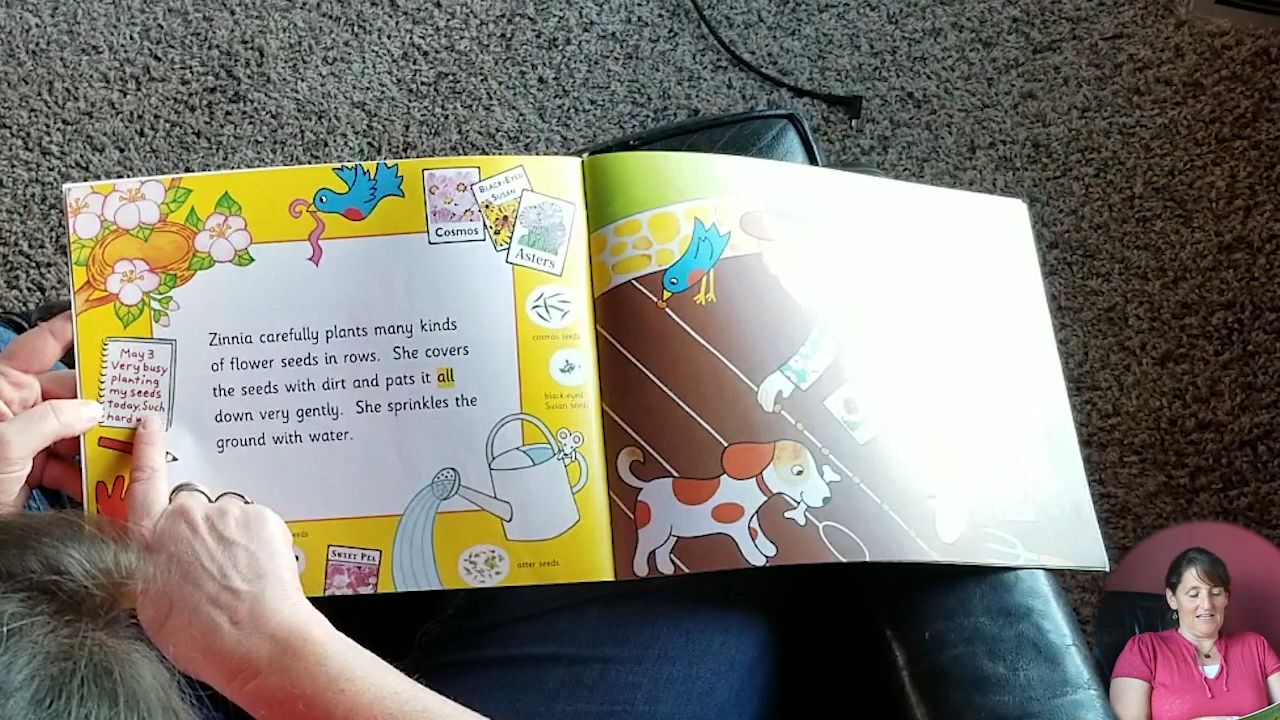 Cosmos
BLACK-EYED
SUSAN
Asters
cosmos seeds
May 3
Very busy
planting
my seeds
Today. Such
hard
Zinnia carefully plants many kinds
of flower seeds in rows. She covers
the seeds with dirt and pats it all
down very gently. She sprinkles the
ground with water.
black-eyed
Susan seeds
SWEET PEA
aster seeds